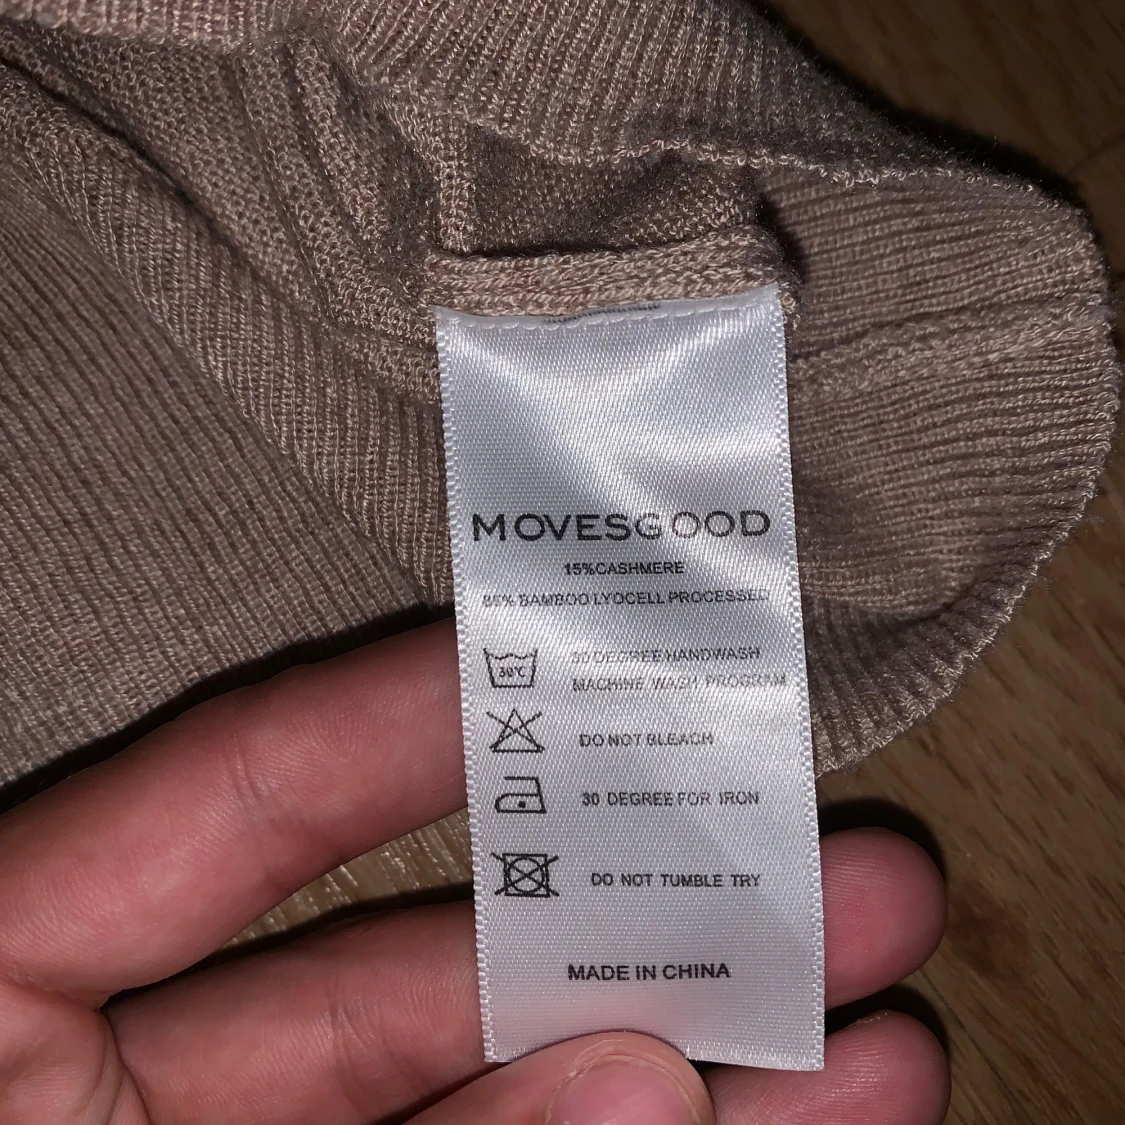 MOVESGOOD
15%CASHMERE
85% BAMBOO LYOCELL PROCESSED
30°C
30 DEGREE HANDWASH
MACHINE WASH PROGRAM
DO NOT BLEACH
30 DEGREE FOR IRON
DO NOT TUMBLE TRY
MADE IN CHINA